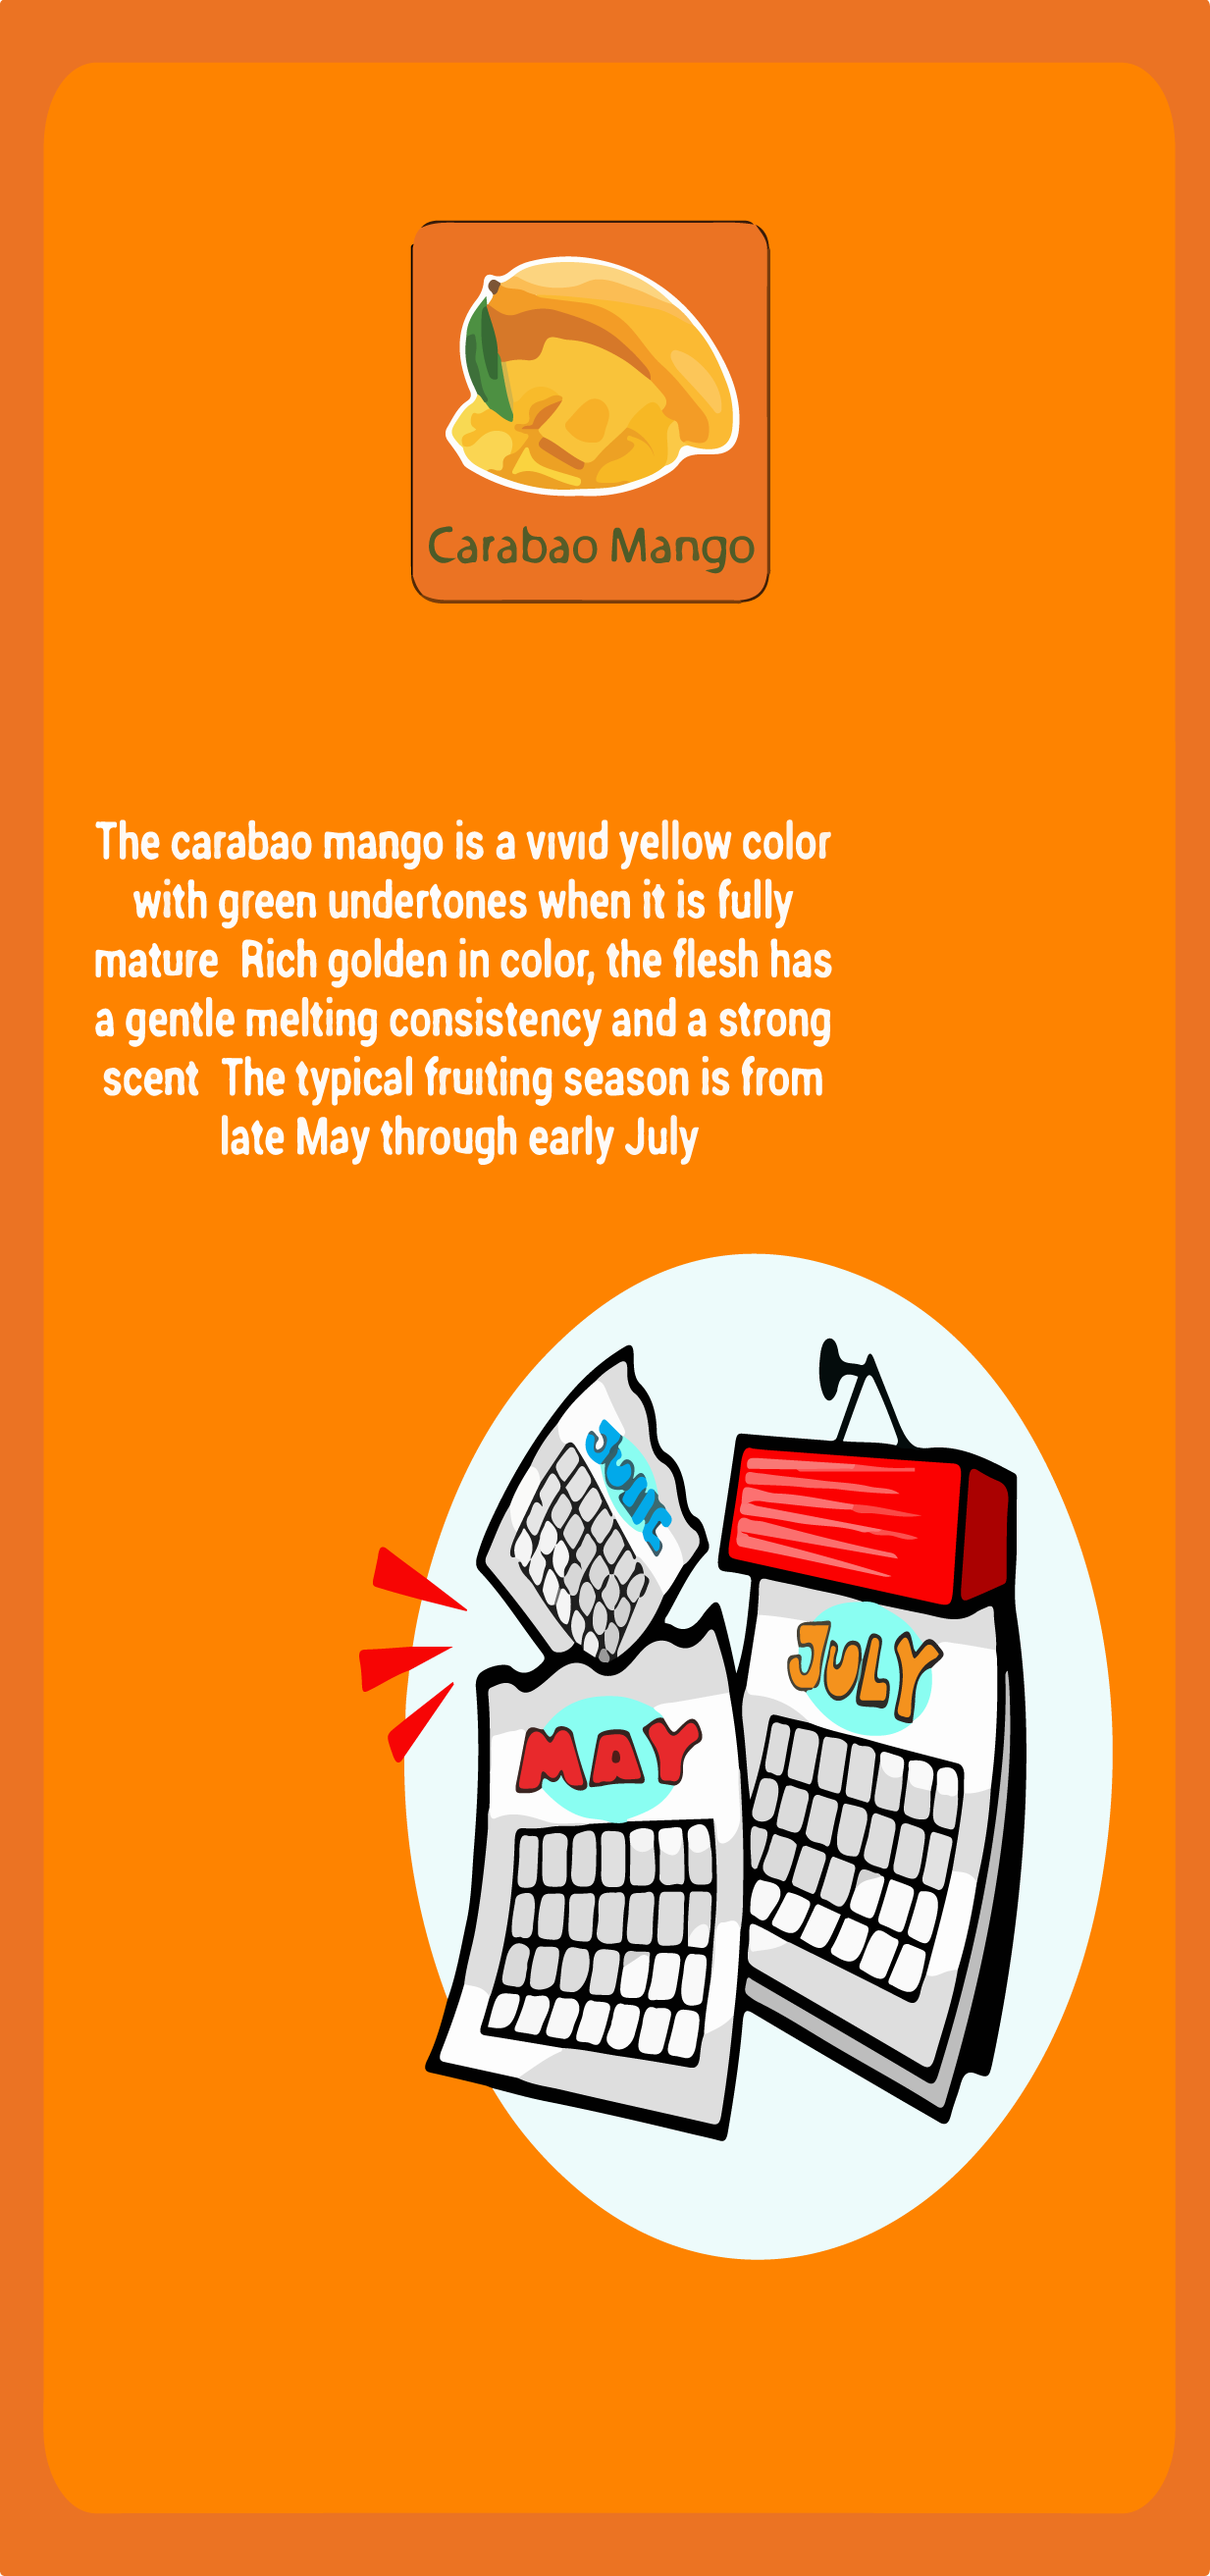 Carabao Mango
The carabao mango is a vivid yellow color
with green undertones when it is fully
mature Rich golden in color, the flesh has
a gentle melting consistency and a strong
scent The typical fruiting season is from
late May through early July
JUNE
JULY
MAY